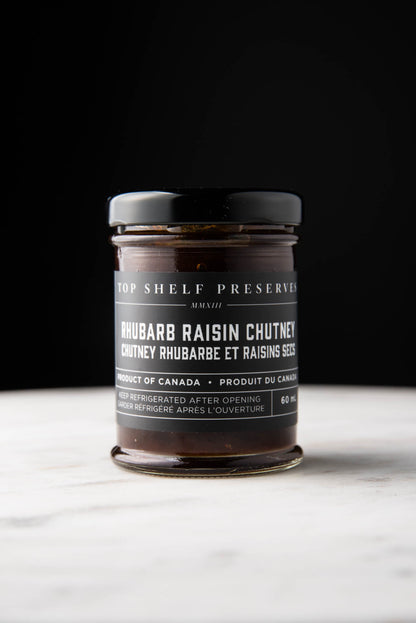 TOP SHELF PRESERVES
MMXIII
RHUBARB RAISIN CHUTNEY
CHUTNEY RHUBARBE ET RAISINS SECS
PRODUCT OF CANADA • PRODUIT DU CANADA
KEEP REFRIGERATED AFTER OPENING
GARDER RÉFRIGÉRÉ APRÈS L'OUVERTURE
60 mL